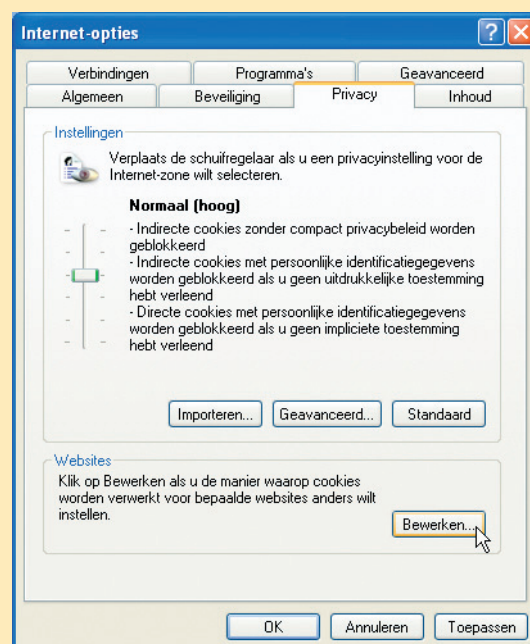 Internet-opties
Verbindingen Programma's Geavanceerd
Algemeen Beveiliging Privacy Inhoud
Instellingen
Verplaats de schuifregelaar als u een privacyinstelling voor de
Internet-zone wilt selecteren.
Normaal (hoog)
- Indirecte cookies zonder compact privacybeleid worden
geblokkeerd
- Indirecte cookies met persoonlijke identificatiegegevens
worden geblokkeerd als u geen uitdrukkelijke toestemming
hebt verleend
- Directe cookies met persoonlijke identificatiegegevens
worden geblokkeerd als u geen impliciete toestemming
hebt verleend
Importeren... Geavanceerd... Standaard
Websites
Klik op Bewerken als u de manier waarop cookies
worden verwerkt voor bepaalde websites anders wilt
instellen.
Bewerken...
OK Annuleren Toepassen